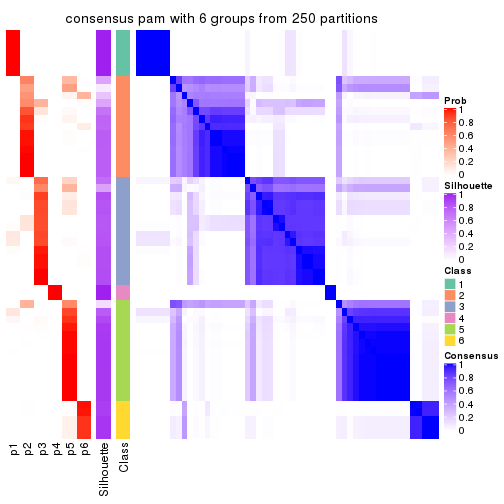 consensus pam with 6 groups from 250 partitions
Prob
1
0.8
0.6
0.4
0.2
0
Silhouette
1
0.8
0.6
0.4
0.2
0
Class
1
2
3
4
5
6
Consensus
1
0.8
0.6
0.4
0.2
0
p1
p2
p3
p4
p5
p6
Silhouette
Class